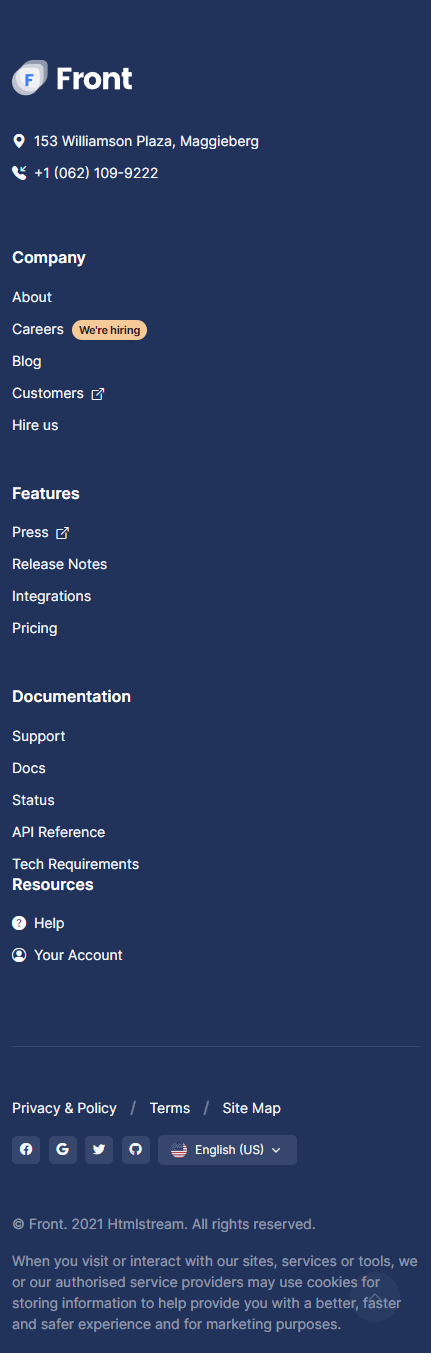 Front
153 Williamson Plaza, Maggieberg
+1 (062) 109-9222
Company
About
Careers We're hiring
Blog
Customers
Hire us
Features
Press
Release Notes
Integrations
Pricing
Documentation
Support
Docs
Status
API Reference
Tech Requirements
Resources
Help
Your Account
Privacy & Policy / Terms / Site Map
English (US)
© Front. 2021 Htmlstream. All rights reserved.
When you visit or interact with our sites, services or tools, we
or our authorised service providers may use cookies for
storing information to help provide you with a better, faster
and safer experience and for marketing purposes.